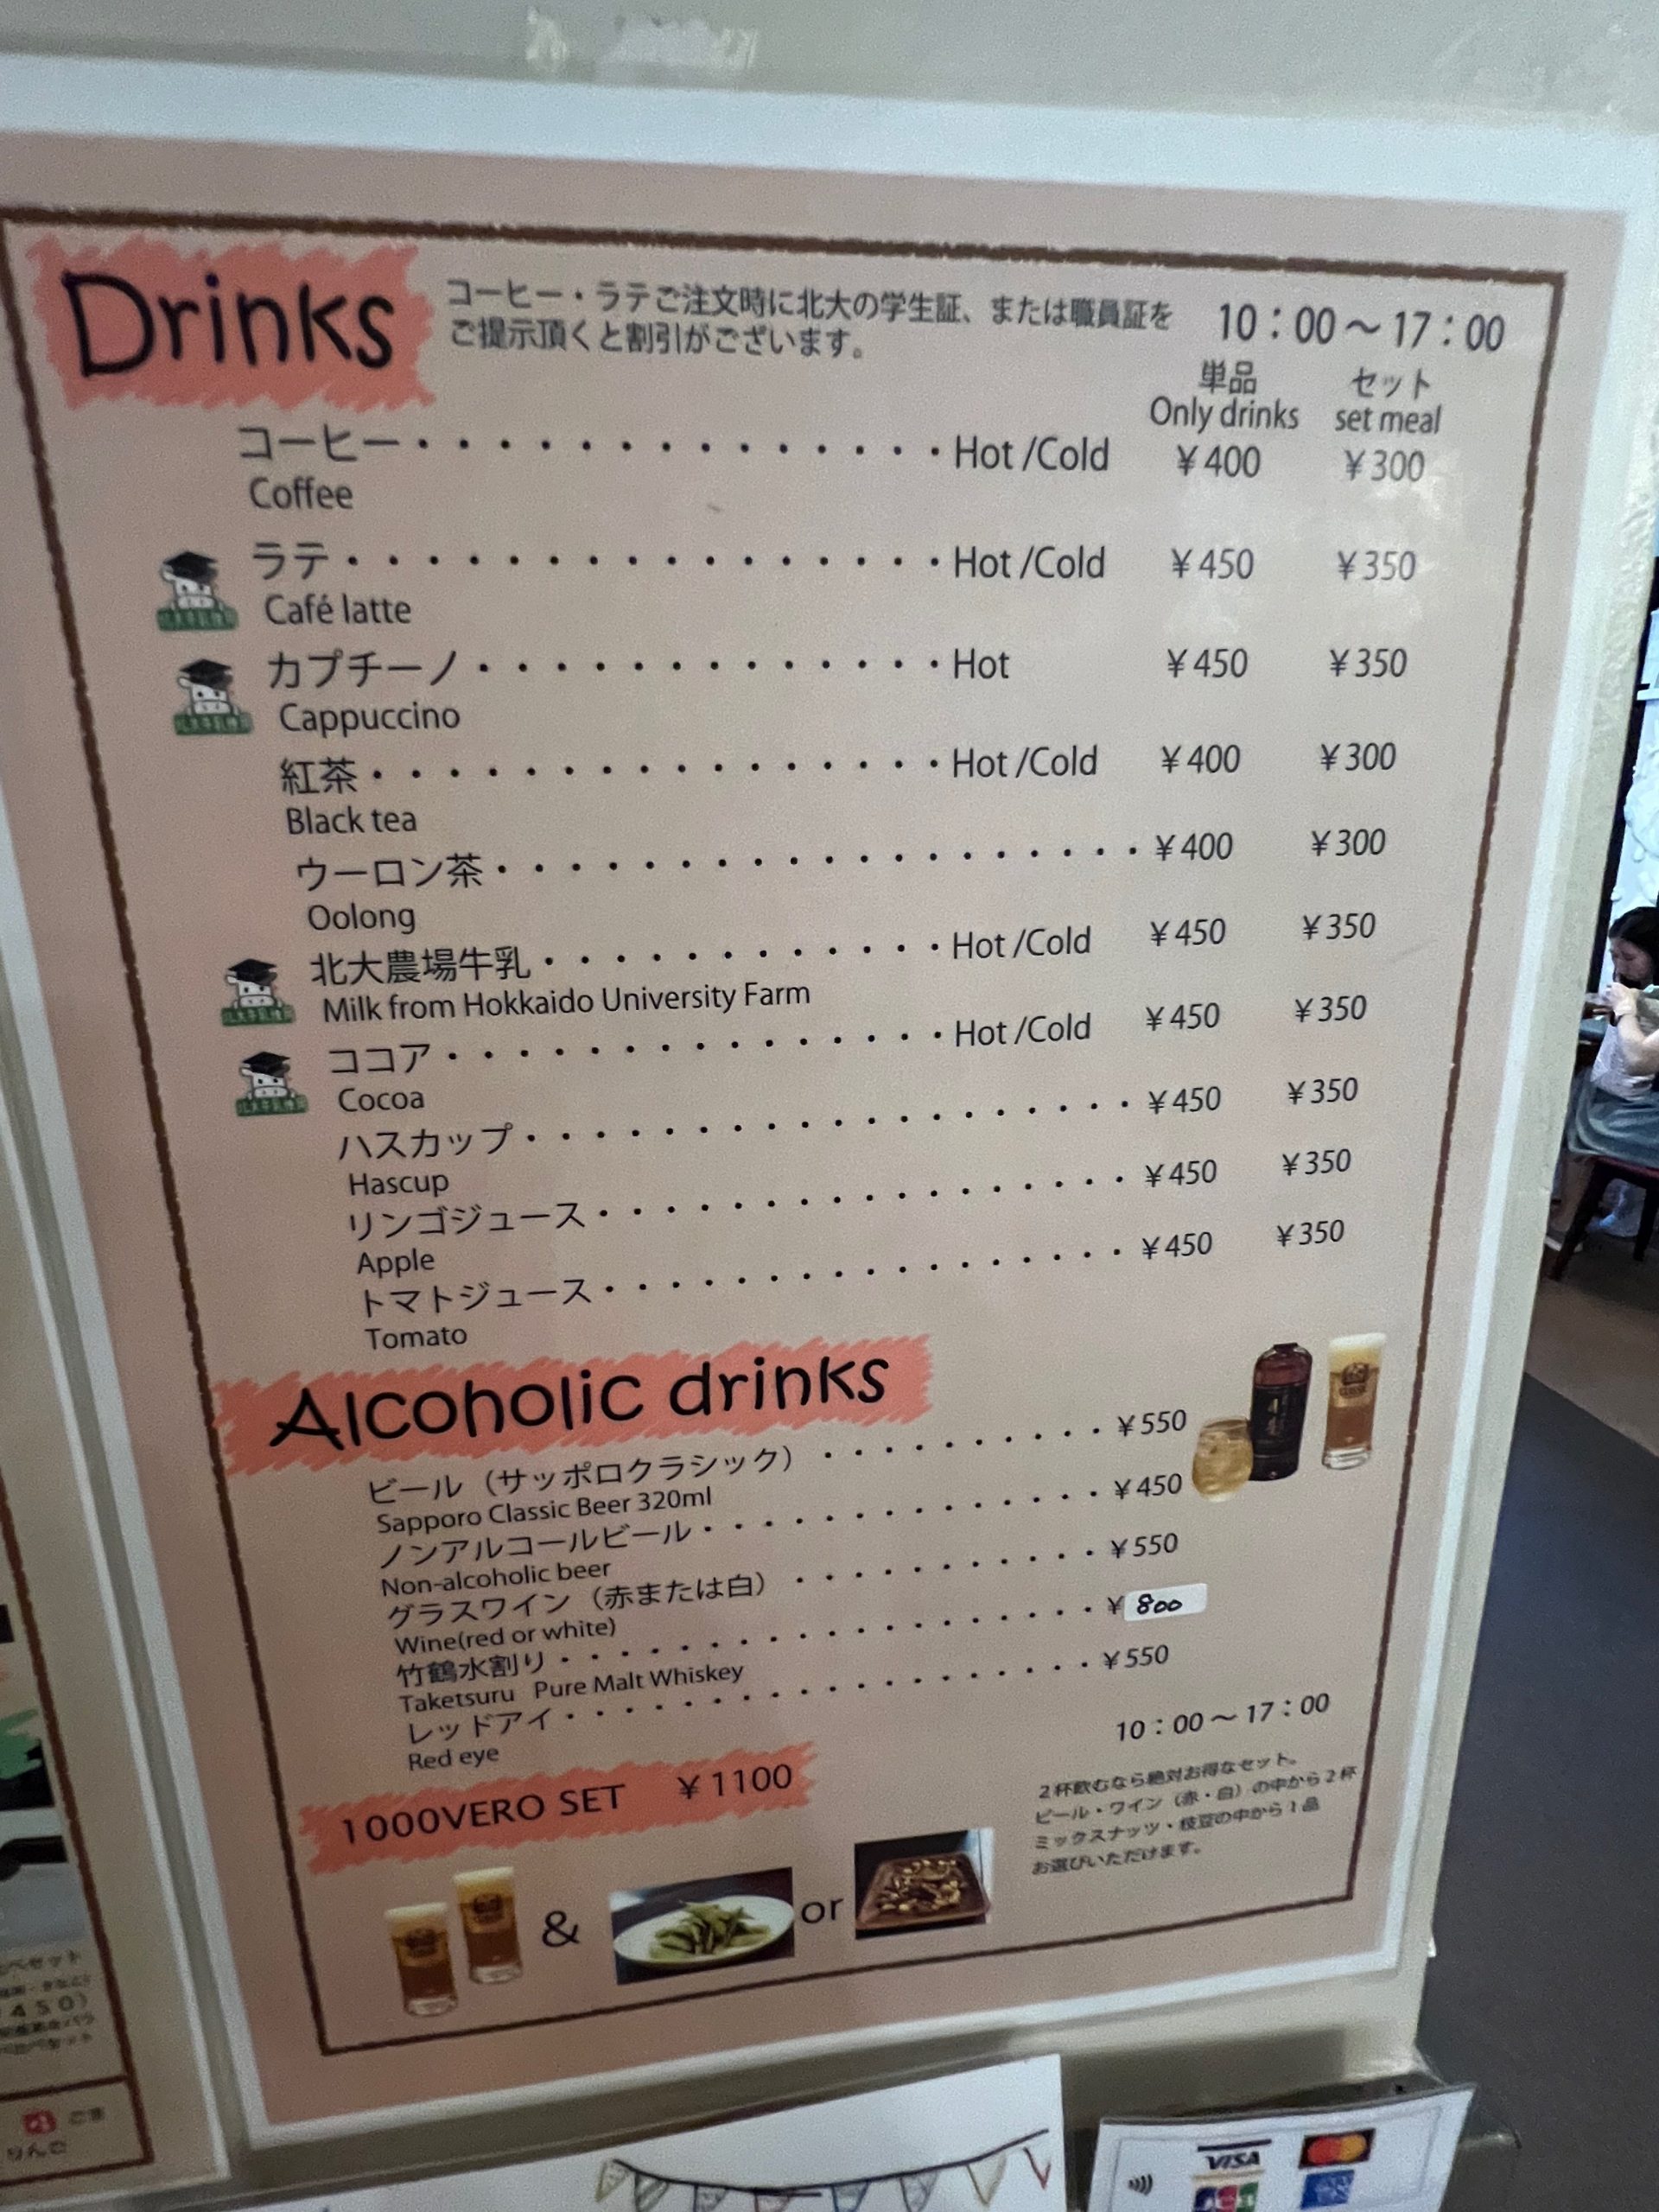 Drinks
コーヒー・ラテご注文時に北大の学生証、または職員証を
ご提示頂くと割引がございます。
10：00～17：00
単品 セット
Only drinks set meal
コーヒー・・・・・・・・・・・・・・・Hot /Cold ¥400 ¥300
Coffee
ラテ・・・・・・・・・・・・・・・・・Hot /Cold ¥450 ¥350
Café latte
カプチーノ・・・・・・・・・・・・・Hot ¥450 ¥350
Cappuccino
紅茶・・・・・・・・・・・・・・・・Hot /Cold ¥400 ¥300
Black tea
ウーロン茶・・・・・・・・・・・・・・・・・・¥400 ¥300
Oolong
北大農場牛乳・・・・・・・・・・・Hot /Cold ¥450 ¥350
Milk from Hokkaido University Farm
ココア・・・・・・・・・・・・・・・Hot /Cold ¥450 ¥350
Cocoa
ハスカップ・・・・・・・・・・・・・・・・・・¥450 ¥350
Hascup
リンゴジュース・・・・・・・・・・・・・・・・¥450 ¥350
Apple
トマトジュース・・・・・・・・・・・・・・・・¥450 ¥350
Tomato
Alcoholic drinks
ビール（サッポロクラシック）・・・・・・・・・・¥550
Sapporo Classic Beer 320ml
ノンアルコールビール・・・・・・・・・・・・・・¥450
Non-alcoholic beer
グラスワイン（赤または白）・・・・・・・・・・・¥550
Wine(red or white)
竹鶴水割り・・・・・・・・・・・・・・・・・・¥800
Taketsuru Pure Malt Whiskey
レッドアイ・・・・・・・・・・・・・・・・・・¥550
Red eye
10：00～17：00
1000VERO SET ¥1100
2杯飲むなら絶対お得なセット。
ビール・ワイン（赤・白）の中から2杯
ミックスナッツ・枝豆の中から1品
お選びいただけます。
& or
セット
450）
りんご
VISA